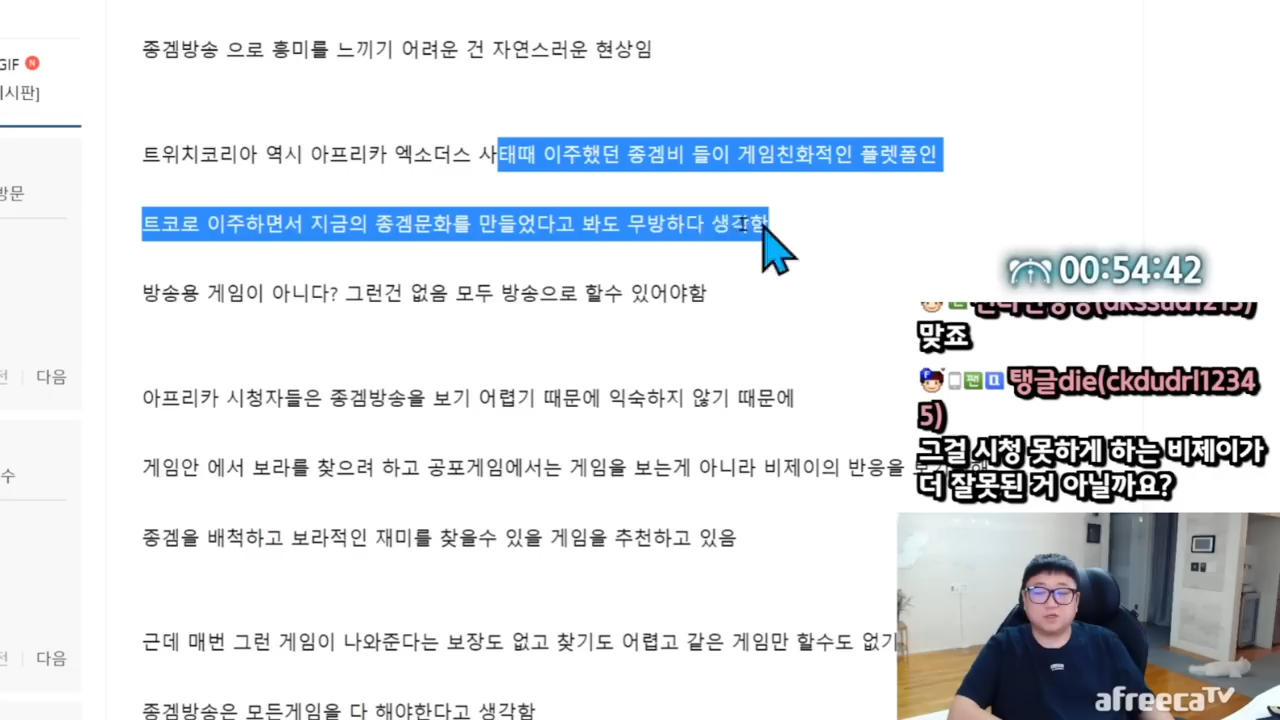 종겜방송 으로 흥미를 느끼기 어려운 건 자연스러운 현상임
GIF N
시판]
트위치코리아 역시 아프리카 엑소더스 사태때 이주했던 종겜비 들이 게임친화적인 플렛폼인
방문
트코로 이주하면서 지금의 종겜문화를 만들었다고 봐도 무방하다 생각함
00:54:42
방송용 게임이 아니다? 그런건 없음 모두 방송으로 할수 있어야함
맞죠
전 | 다음
팬 탱글die(ckdudrl1234
5)
아프리카 시청자들은 종겜방송을 보기 어렵기 때문에 익숙하지 않기 때문에
그걸 시청 못하게 하는 비제이가
더 잘못된 거 아닐까요?
게임안 에서 보라를 찾으려 하고 공포게임에서는 게임을 보는게 아니라 비제이의 반응을
수
종겜을 배척하고 보라적인 재미를 찾을수 있을 게임을 추천하고 있음
근데 매번 그런 게임이 나와준다는 보장도 없고 찾기도 어렵고 같은 게임만 할수도 없기
전 | 다음
종겜방송은 모든게임을 다 해야한다고 생각함
afreecaTV